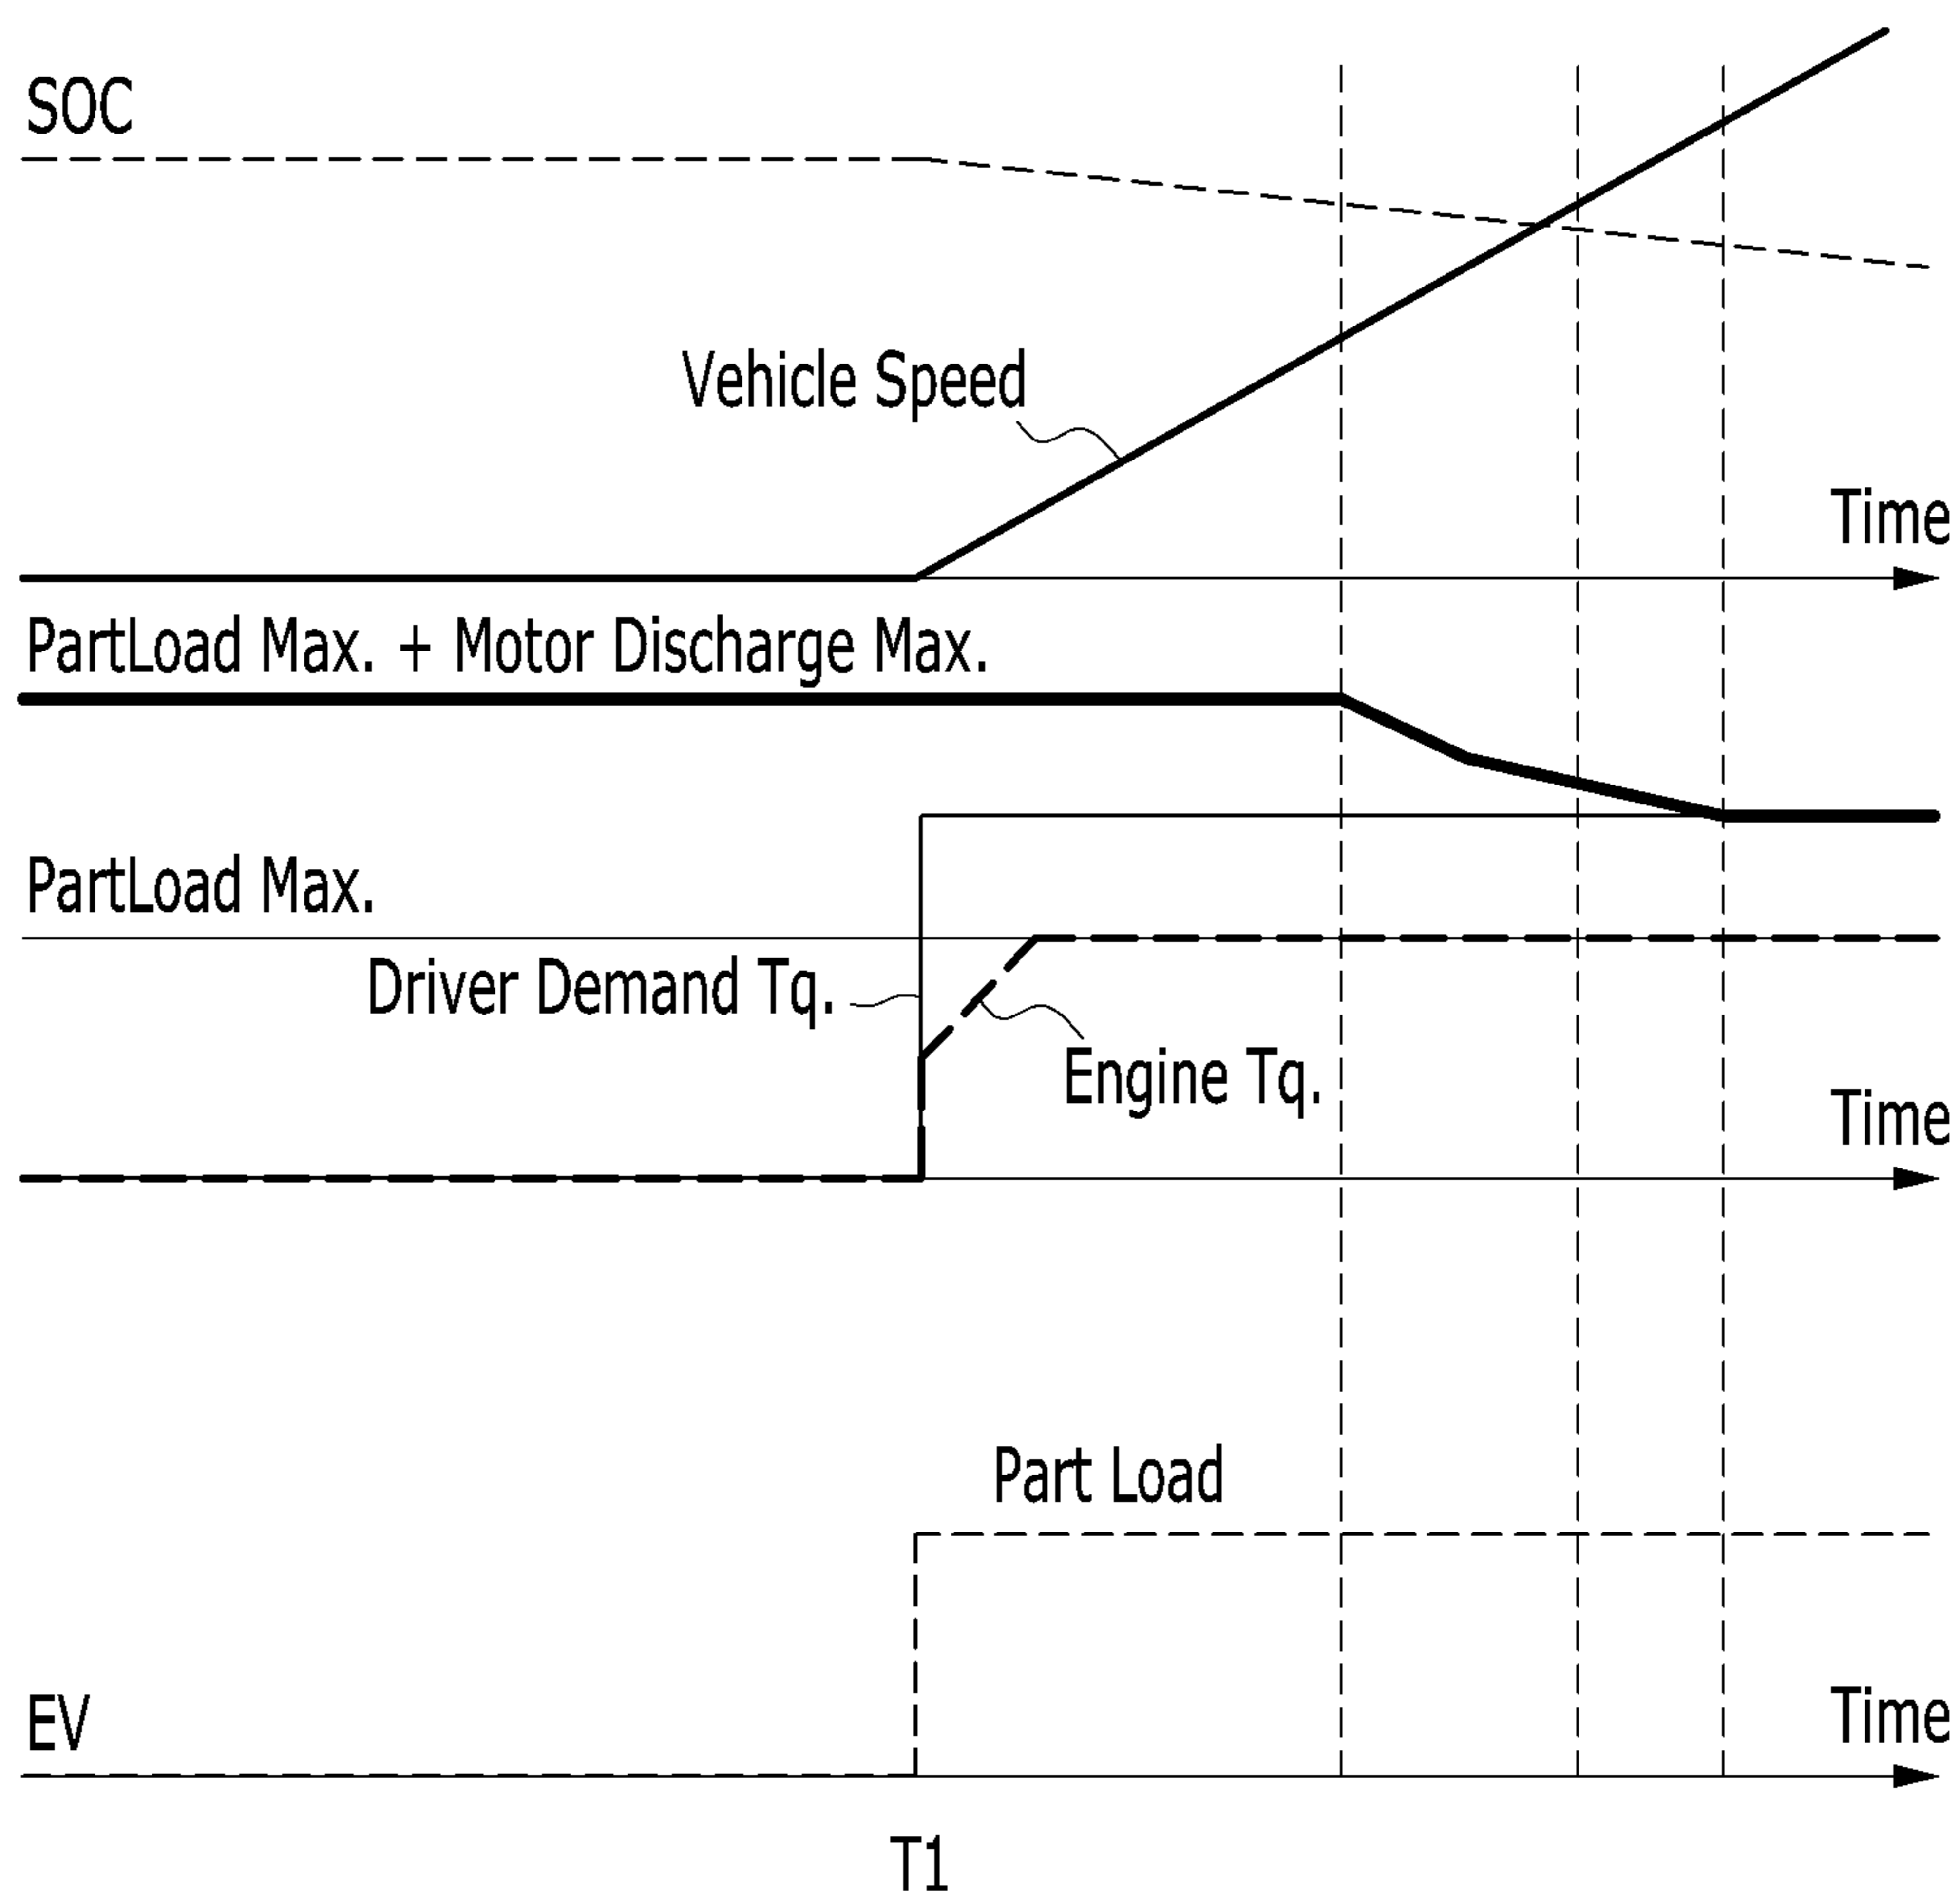 SOC
Vehicle Speed
Time
PartLoad Max. + Motor Discharge Max.
PartLoad Max.
Driver Demand Tq.
Engine Tq.
Time
Part Load
EV
Time
T1